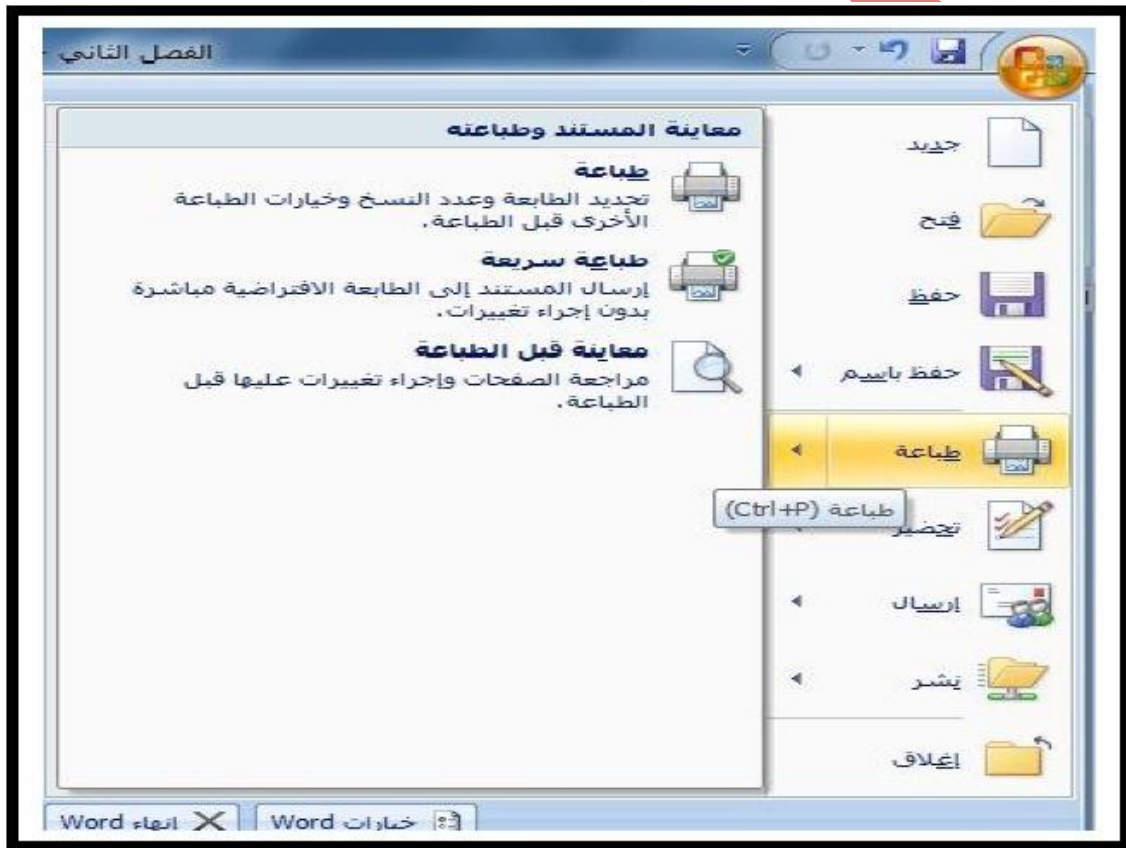 الفصل الثاني -
معاينة المستند وطباعته
طباعة
تحديد الطابعة وعدد النسخ وخيارات الطباعة
الأخرى قبل الطباعة.
طباعة سريعة
إرسال المستند إلى الطابعة الافتراضية مباشرة
بدون إجراء تغييرات.
معاينة قبل الطباعة
مراجعة الصفحات وإجراء تغييرات عليها قبل
الطباعة.
جديد
فتح
حفظ
حفظ باسم
طباعة
طباعة (Ctrl+P)
تحضير
إرسال
نشر
إغلاق
خيارات Word
إنهاء Word